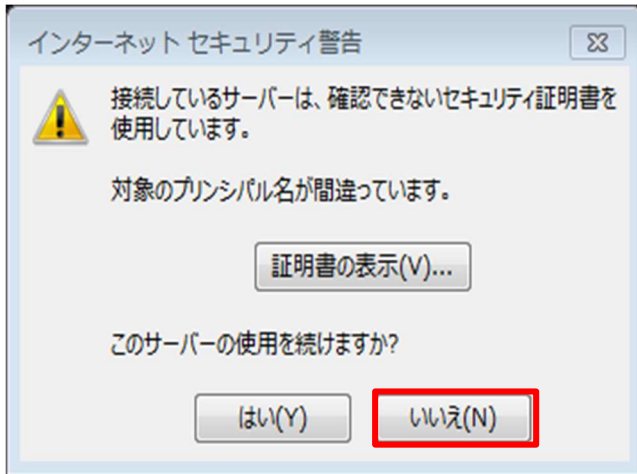 インターネット セキュリティ警告
接続しているサーバーは、確認できないセキュリティ証明書を
使用しています。
対象のプリンシパル名が間違っています。
証明書の表示(V)...
このサーバーの使用を続けますか?
はい(Y)
いいえ(N)